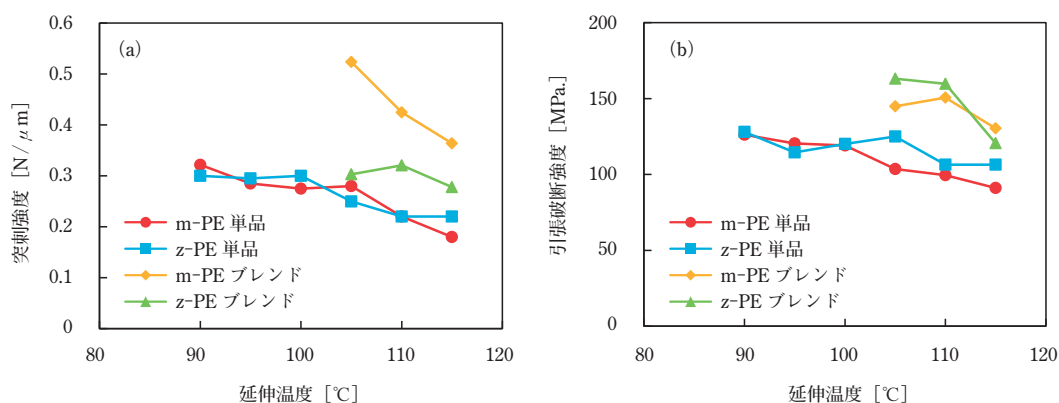 (a)
突刺強度 [N/μm]
0.6
0.5
0.4
0.3
0.2
0.1
0
m-PE 単品
z-PE 単品
m-PE ブレンド
z-PE ブレンド
80
90
100
110
120
延伸温度 [℃]
(b)
引張破断強度 [MPa.]
200
150
100
50
0
m-PE 単品
z-PE 単品
m-PE ブレンド
z-PE ブレンド
80
90
100
110
120
延伸温度 [℃]